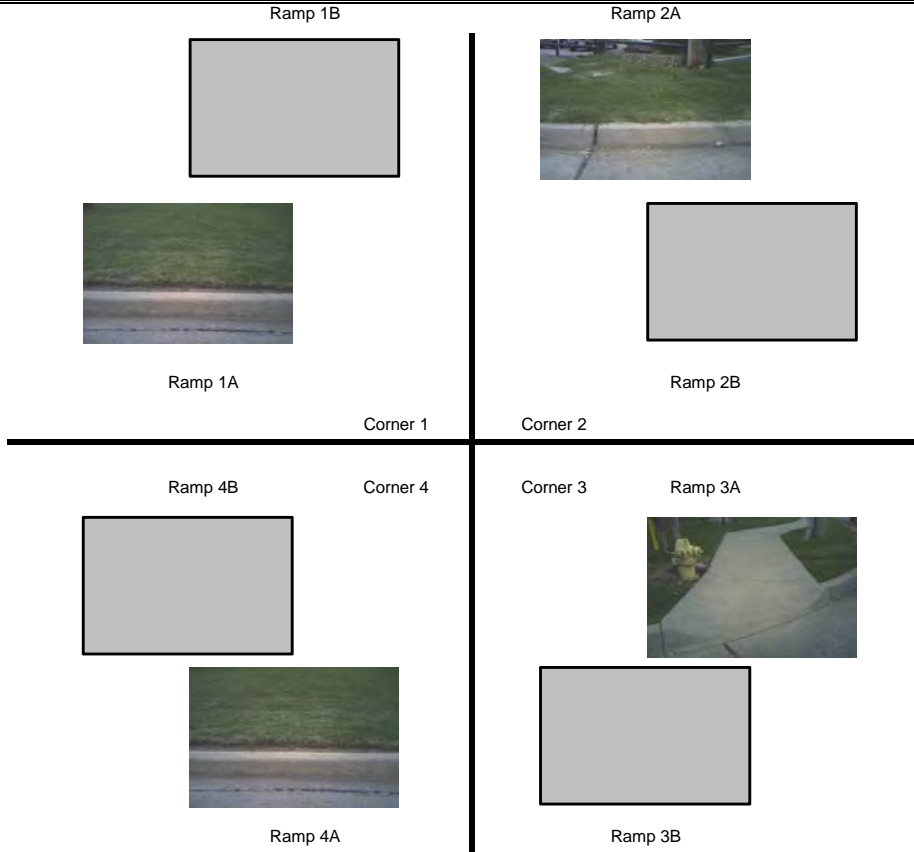 Ramp 1B
Ramp 2A
Ramp 1A
Ramp 2B
Corner 1
Corner 2
Ramp 4B
Corner 4
Corner 3
Ramp 3A
Ramp 4A
Ramp 3B